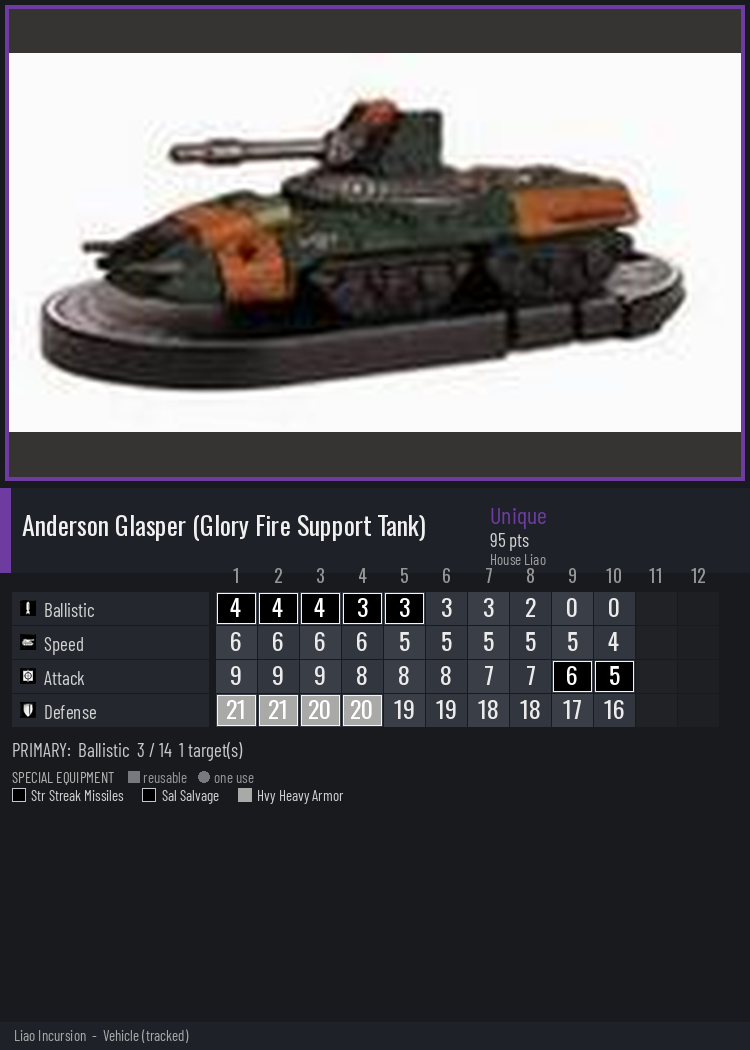 Anderson Glasper (Glory Fire Support Tank)
Unique
95 pts
House Liao
1 2 3 4 5 6 7 8 9 10 11 12
Ballistic 4 4 4 3 3 3 3 2 0 0
Speed 6 6 6 6 5 5 5 5 5 4
Attack 9 9 9 8 8 8 7 7 6 5
Defense 21 21 20 20 19 19 18 18 17 16
PRIMARY: Ballistic 3 / 14 1 target(s)
SPECIAL EQUIPMENT reusable one use
Str Streak Missiles Sal Salvage Hvy Heavy Armor
Liao Incursion - Vehicle (tracked)